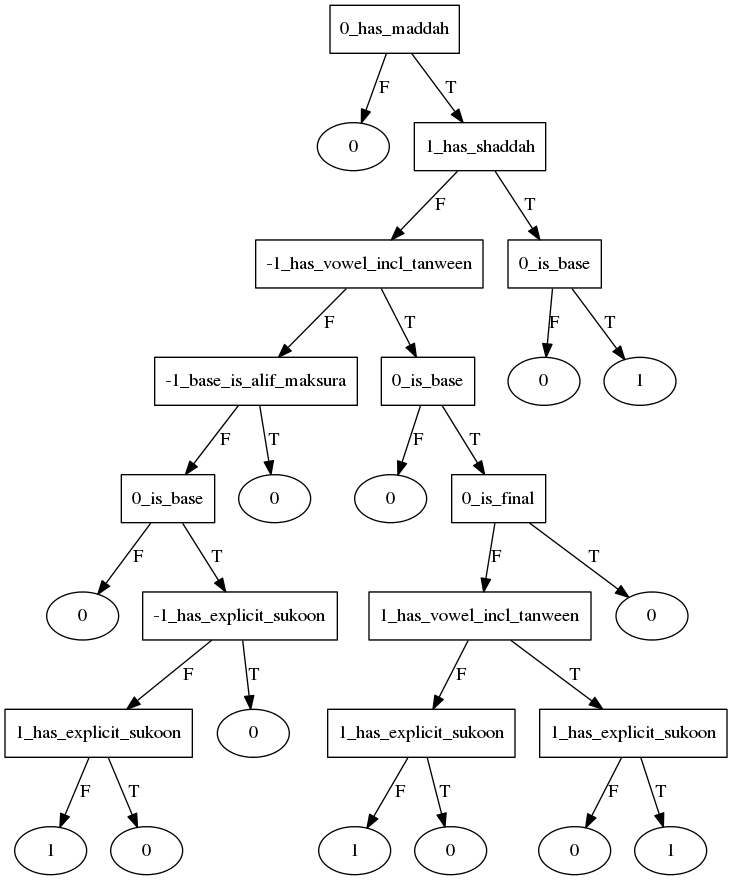 0_has_maddah
F T
0 1_has_shaddah
F T
-1_has_vowel_incl_tanween 0_is_base
F T F T
-1_base_is_alif_maksura 0_is_base 0 1
F T F T
0_is_base 0 0 0_is_final
F T F T
0 -1_has_explicit_sukoon 1_has_vowel_incl_tanween 0
F T F T
1_has_explicit_sukoon 0 1_has_explicit_sukoon 1_has_explicit_sukoon
F T F T F T
1 0 1 0 0 1